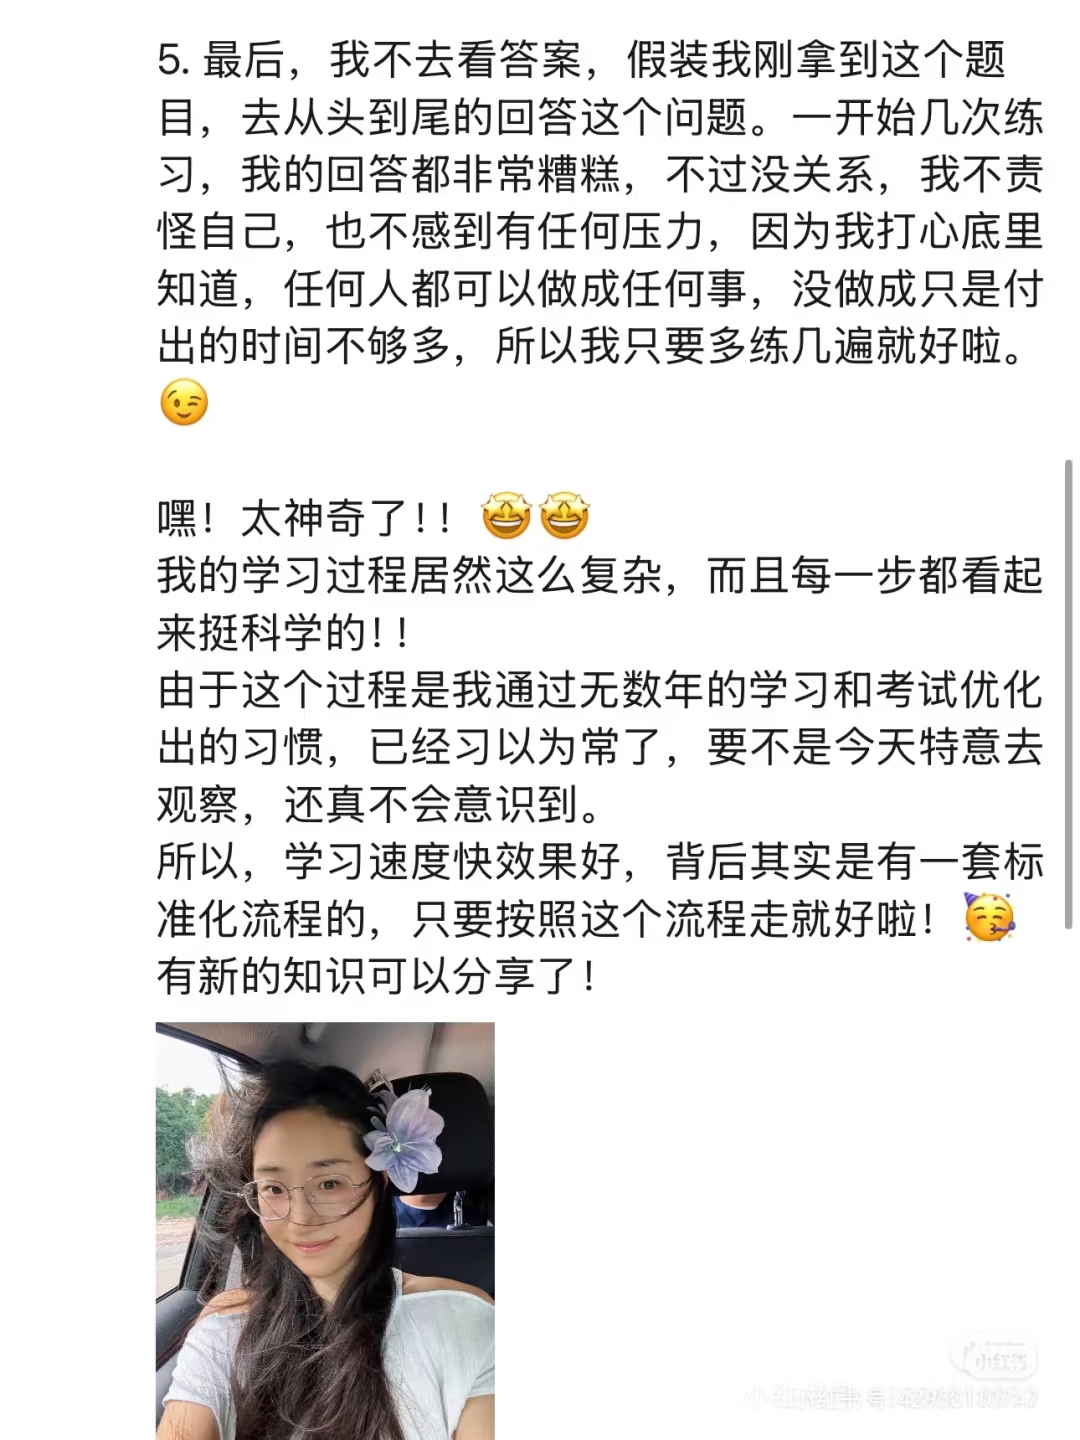 5. 最后，我不去看答案，假装我刚拿到这个题
目，去从头到尾的回答这个问题。一开始几次练
习，我的回答都非常糟糕，不过没关系，我不责
怪自己，也不感到有任何压力，因为我打心底里
知道，任何人都可以做成任何事，没做成只是付
出的时间不够多，所以我只要多练几遍就好啦。
😉
嘿！太神奇了!！🤩🤩
我的学习过程居然这么复杂，而且每一步都看起
来挺科学的!！
由于这个过程是我通过无数年的学习和考试优化
出的习惯，已经习以为常了，要不是今天特意去
观察，还真不会意识到。
所以，学习速度快效果好，背后其实是有一套标
准化流程的，只要按照这个流程走就好啦！🥳
有新的知识可以分享了！
小红书